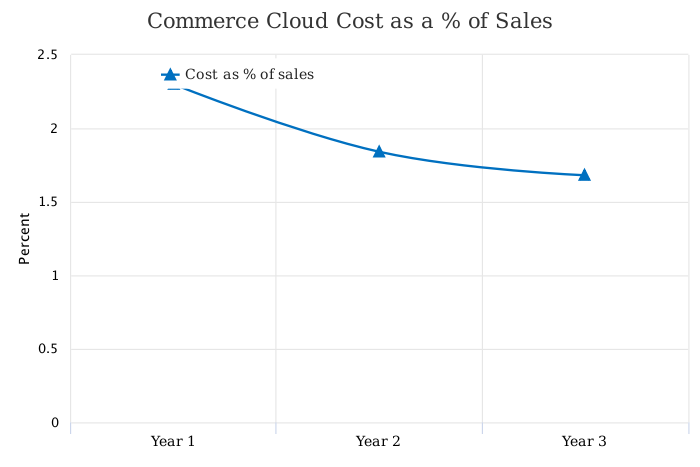 Commerce Cloud Cost as a % of Sales
Cost as % of sales
Percent
2.5
2
1.5
1
0.5
0
Year 1
Year 2
Year 3